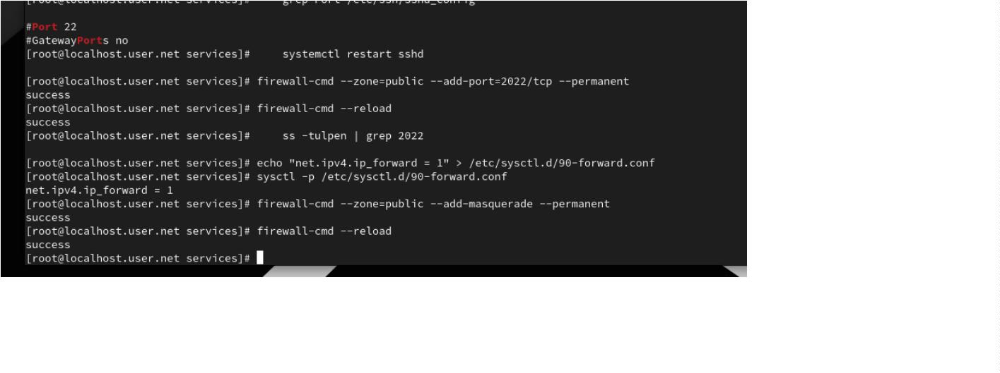 [root@localhost.user.net services]# grep Port /etc/ssh/sshd_config
#Port 22
#GatewayPorts no
[root@localhost.user.net services]# systemctl restart sshd
[root@localhost.user.net services]# firewall-cmd --zone=public --add-port=2022/tcp --permanent
success
[root@localhost.user.net services]# firewall-cmd --reload
success
[root@localhost.user.net services]# ss -tulpen | grep 2022
[root@localhost.user.net services]# echo "net.ipv4.ip_forward = 1" > /etc/sysctl.d/90-forward.conf
[root@localhost.user.net services]# sysctl -p /etc/sysctl.d/90-forward.conf
net.ipv4.ip_forward = 1
[root@localhost.user.net services]# firewall-cmd --zone=public --add-masquerade --permanent
success
[root@localhost.user.net services]# firewall-cmd --reload
success
[root@localhost.user.net services]#